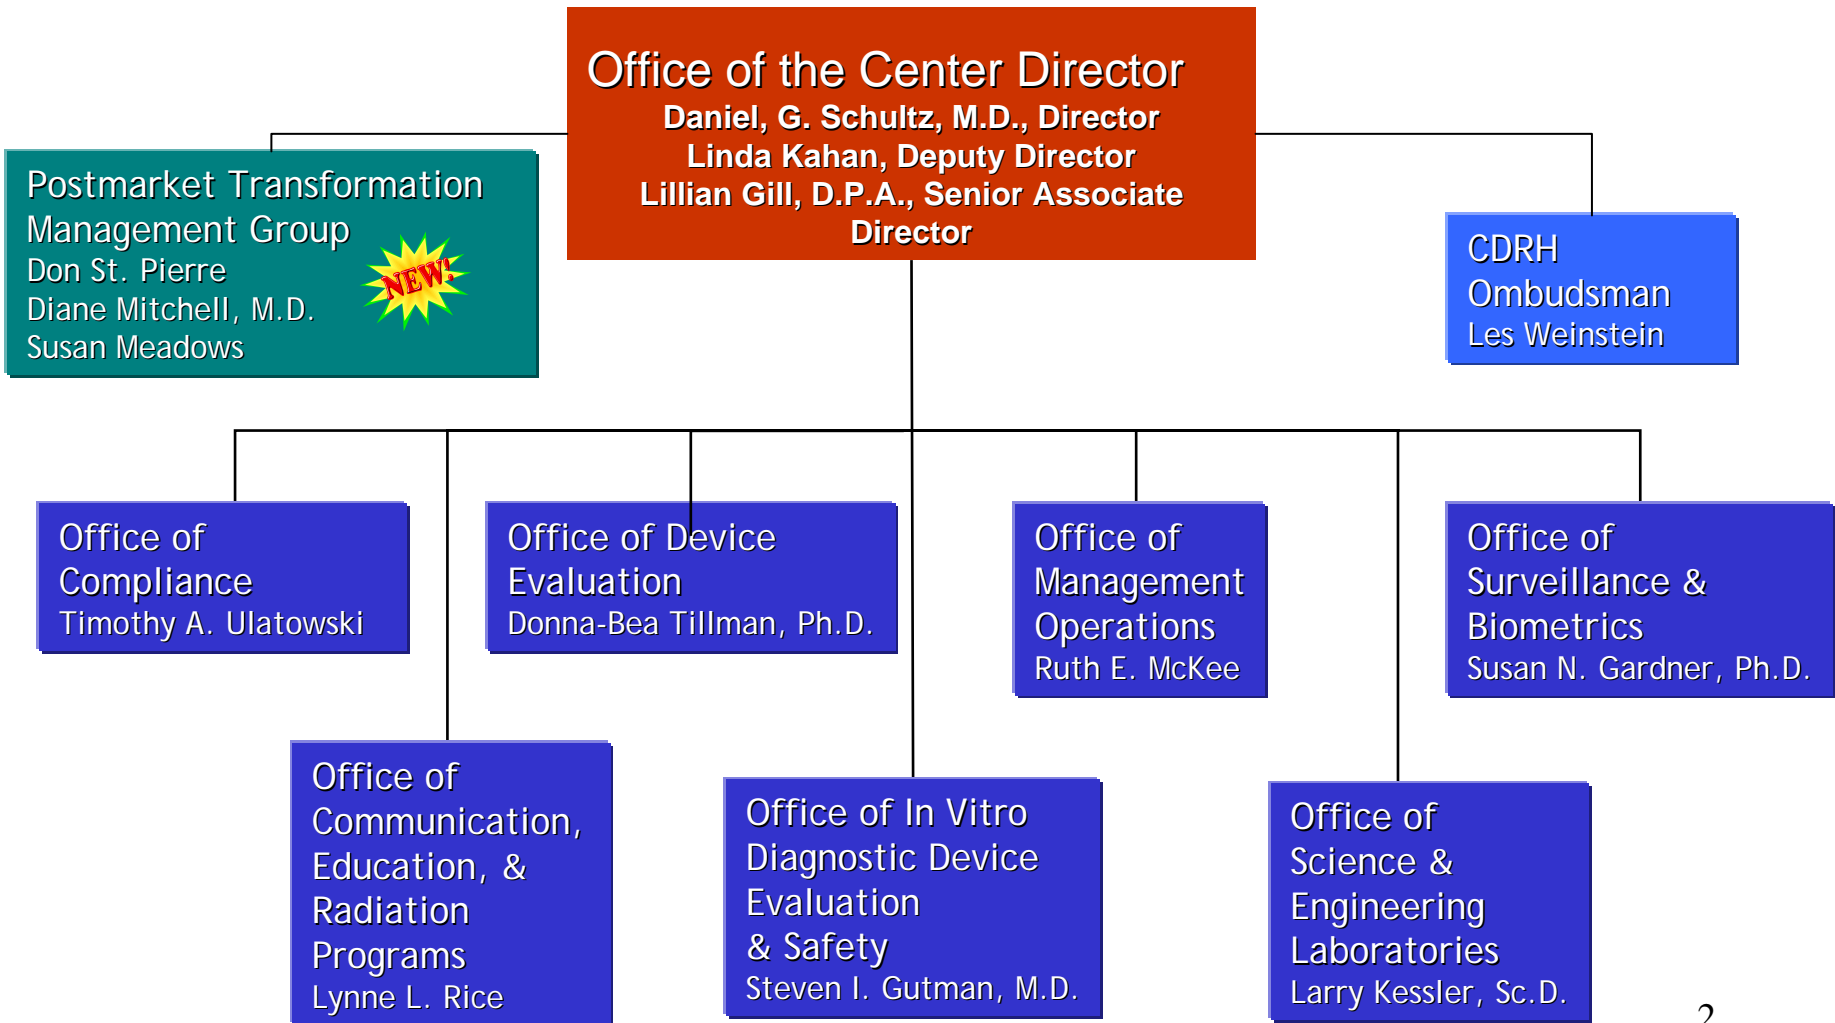 Office of the Center Director
Daniel, G. Schultz, M.D., Director
Linda Kahan, Deputy Director
Lillian Gill, D.P.A., Senior Associate
Director
Postmarket Transformation
Management Group
Don St. Pierre
Diane Mitchell, M.D.
Susan Meadows
NEW!
CDRH
Ombudsman
Les Weinstein
Office of
Compliance
Timothy A. Ulatowski
Office of Device
Evaluation
Donna-Bea Tillman, Ph.D.
Office of
Management
Operations
Ruth E. McKee
Office of
Surveillance &
Biometrics
Susan N. Gardner, Ph.D.
Office of
Communication,
Education, &
Radiation
Programs
Lynne L. Rice
Office of In Vitro
Diagnostic Device
Evaluation
& Safety
Steven I. Gutman, M.D.
Office of
Science &
Engineering
Laboratories
Larry Kessler, Sc.D.
2